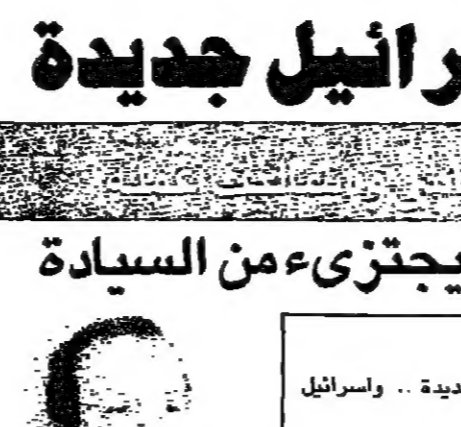 رائيل جديدة
يجتزىء من السيادة
ديدة .. واسرائيل